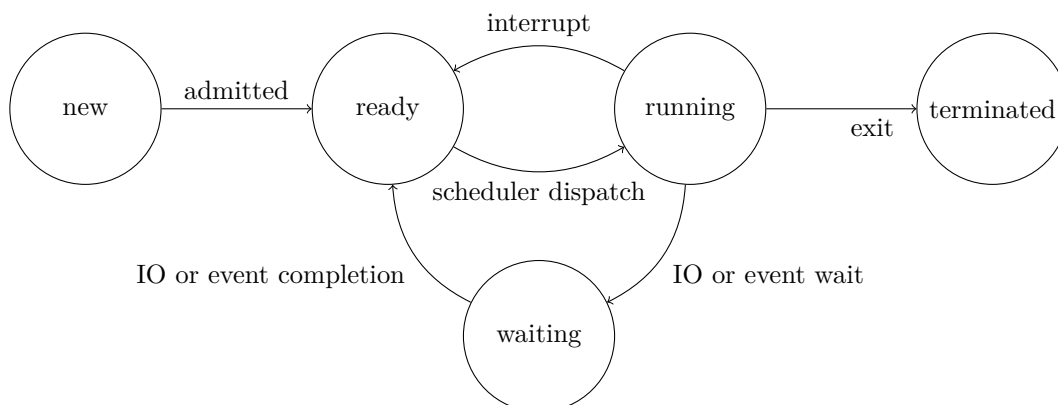 interrupt
new
admitted
ready
running
exit
terminated
scheduler dispatch
IO or event completion
IO or event wait
waiting